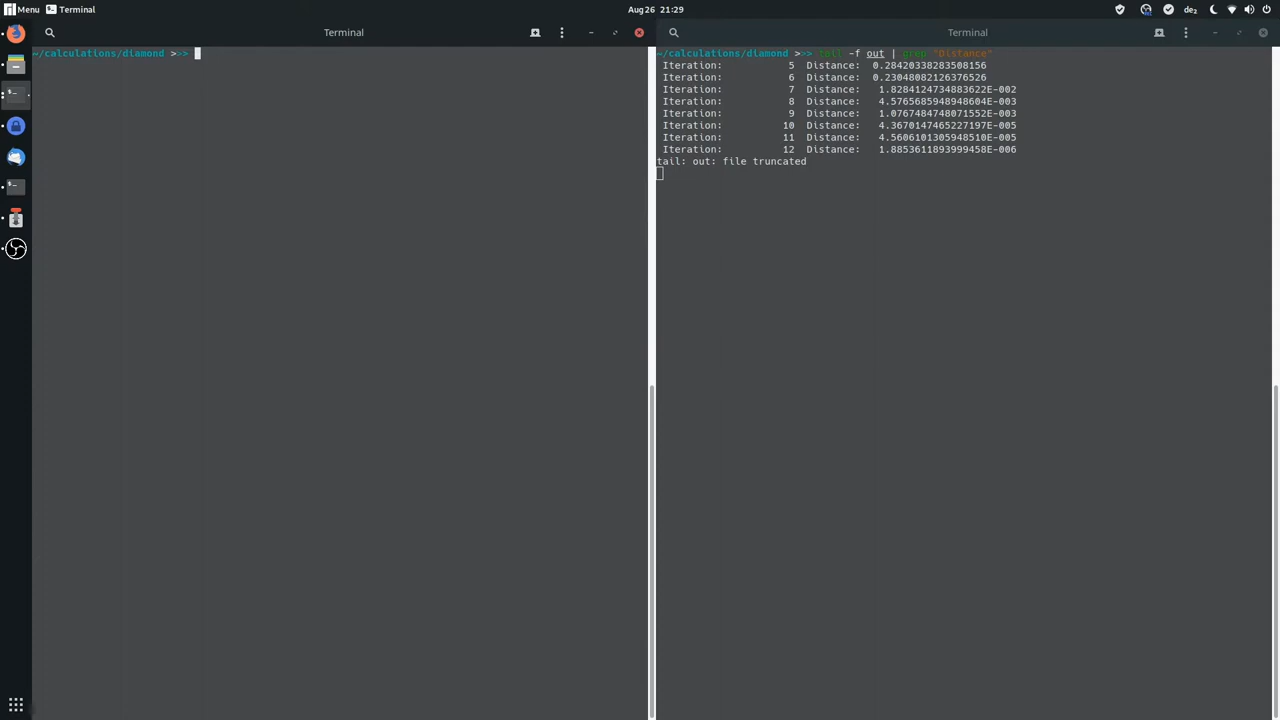 Menu Terminal Aug 26 21:29 de₂
Terminal
~/calculations/diamond >>>
Terminal
~/calculations/diamond >>> tail -f out | grep "Distance"
Iteration: 5 Distance: 0.28420338283508156
Iteration: 6 Distance: 0.23048082126376526
Iteration: 7 Distance: 1.8284124734883622E-002
Iteration: 8 Distance: 4.5765685948948604E-003
Iteration: 9 Distance: 1.0767484748071552E-003
Iteration: 10 Distance: 4.3670147465227197E-005
Iteration: 11 Distance: 4.5606101305948510E-005
Iteration: 12 Distance: 1.8853611893999458E-006
tail: out: file truncated